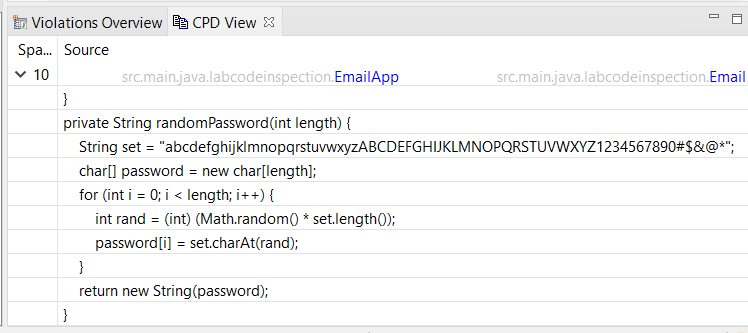 Violations Overview CPD View
Spa... Source
10 src.main.java.labcodeinspection.EmailApp src.main.java.labcodeinspection.Email
}
private String randomPassword(int length) {
String set = "abcdefghijklmnopqrstuvwxyzABCDEFGHIJKLMNOPQRSTUVWXYZ1234567890#$&@*";
char[] password = new char[length];
for (int i = 0; i < length; i++) {
int rand = (int) (Math.random() * set.length());
password[i] = set.charAt(rand);
}
return new String(password);
}